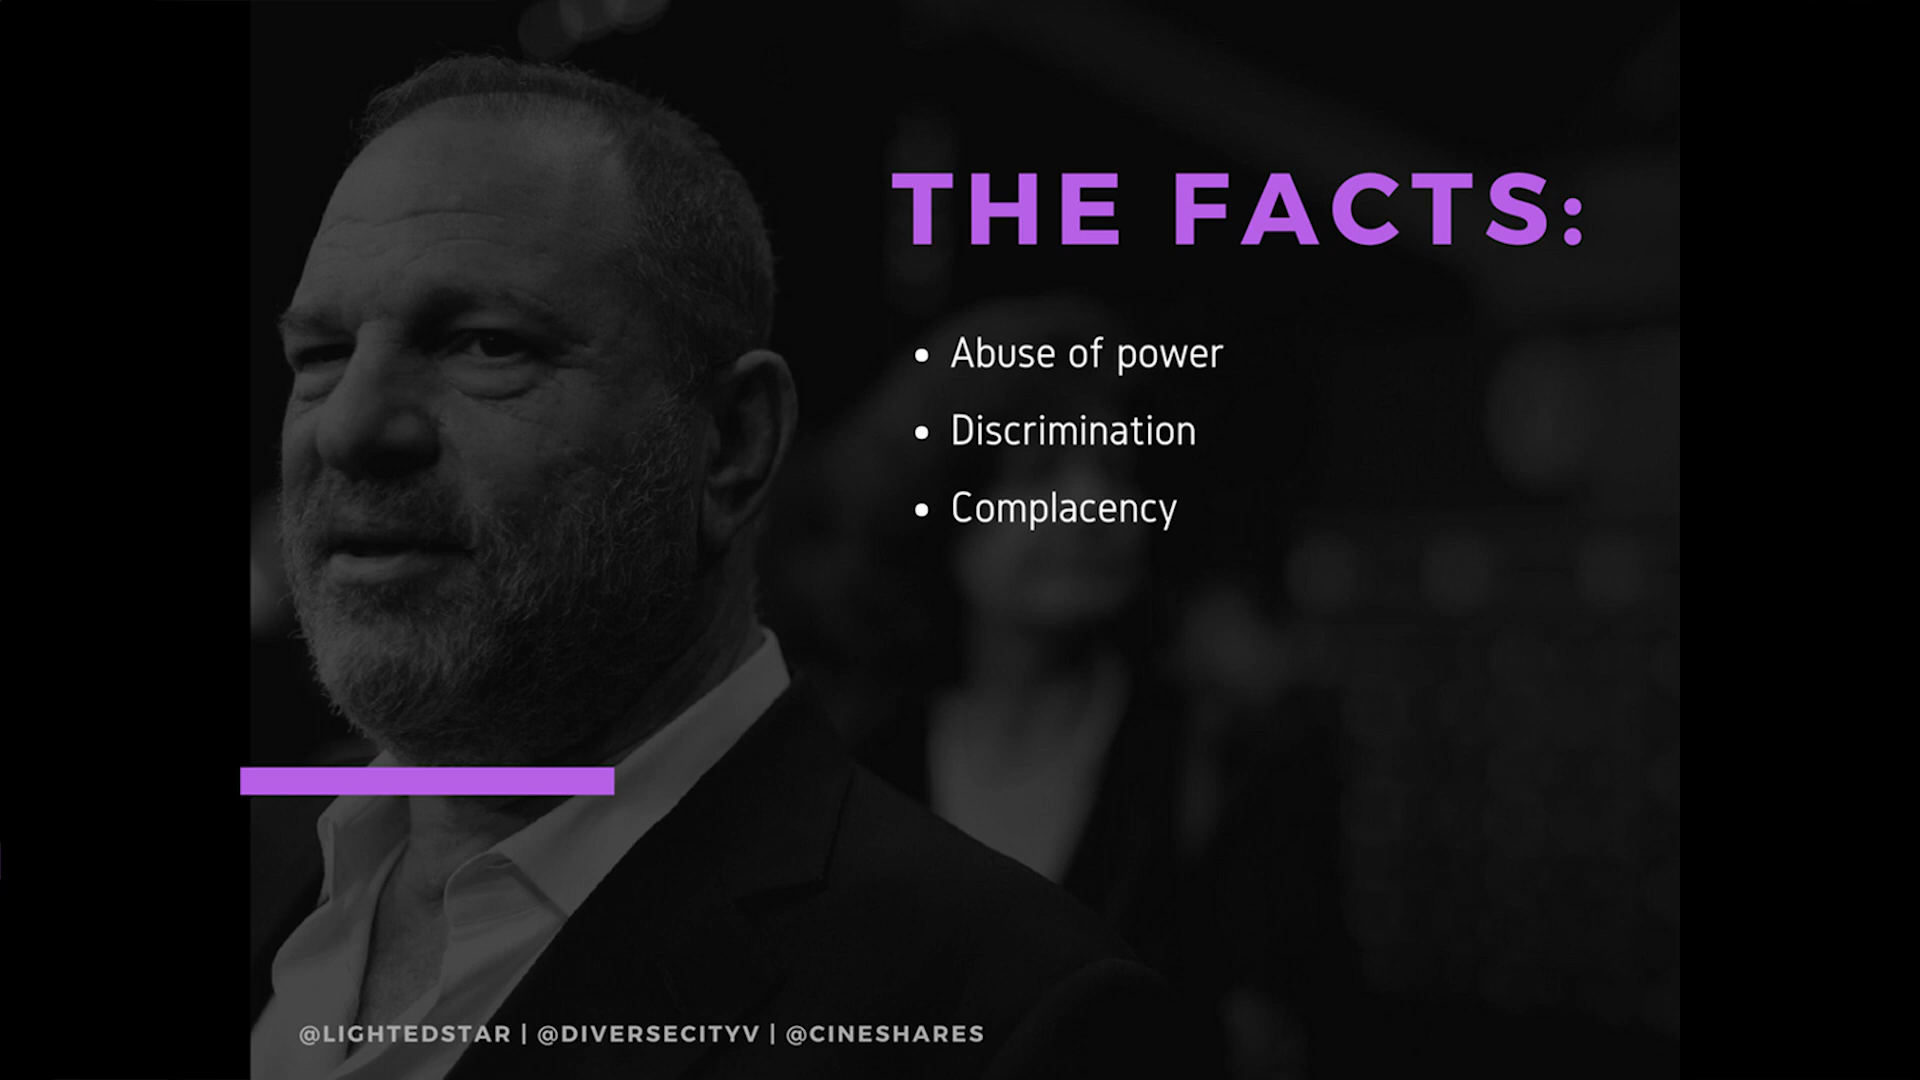 THE FACTS:
• Abuse of power
• Discrimination
• Complacency
@LIGHTEDSTAR | @DIVERSECITYV | @CINESHARES